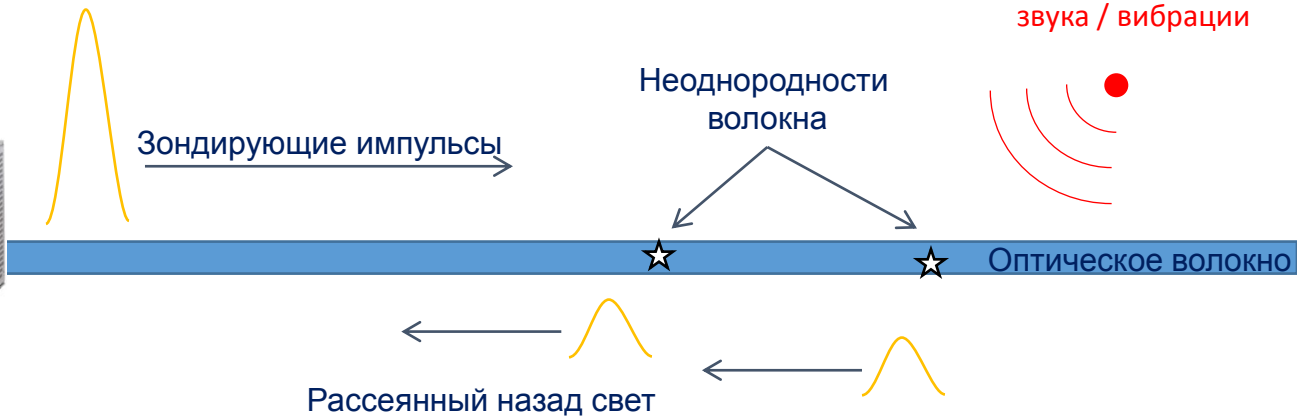 звука / вибрации
Неоднородности
волокна
Зондирующие импульсы
Оптическое волокно
Рассеянный назад свет